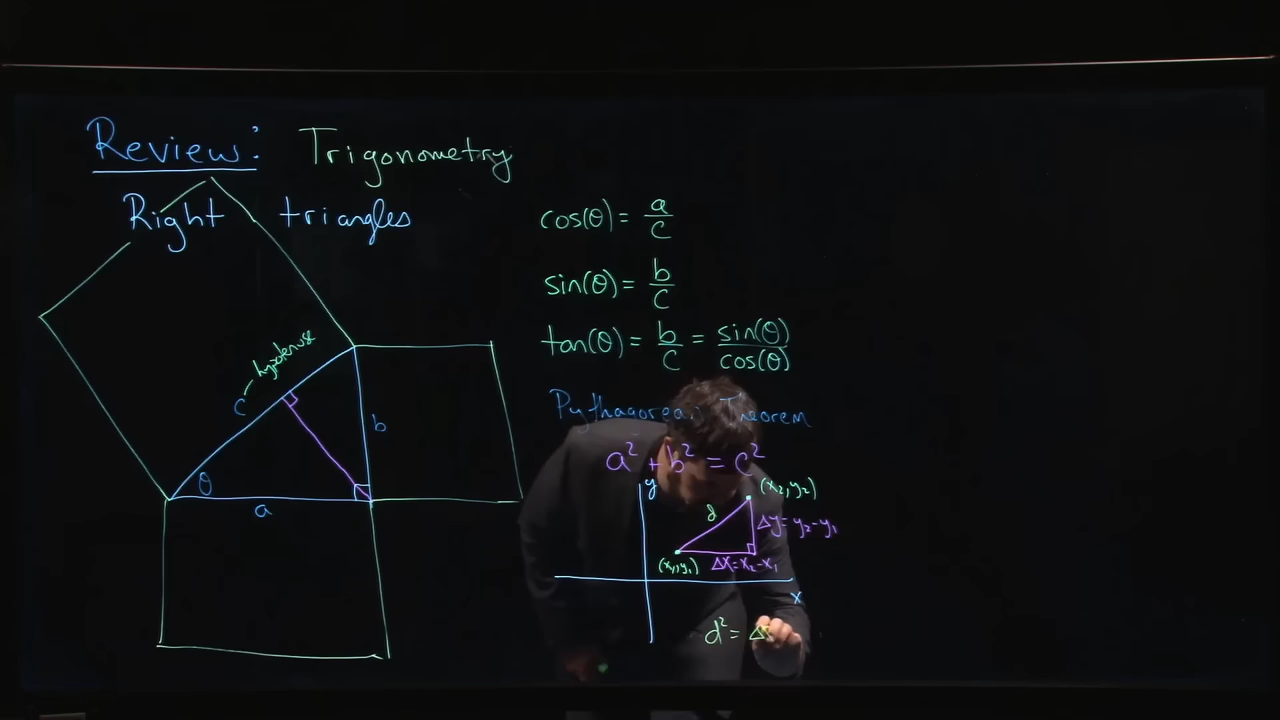 Review: Trigonometry
Right triangles
cos(θ) = a/c
sin(θ) = b/c
tan(θ) = b/c = sin(θ)/cos(θ)
hypotenuse
c
b
θ
a
Pythagorean Theorem
a² + b² = c²
y
(x₂, y₂)
d
Δy = y₂ - y₁
(x₁, y₁)
Δx = x₂ - x₁
x
d² = Δ